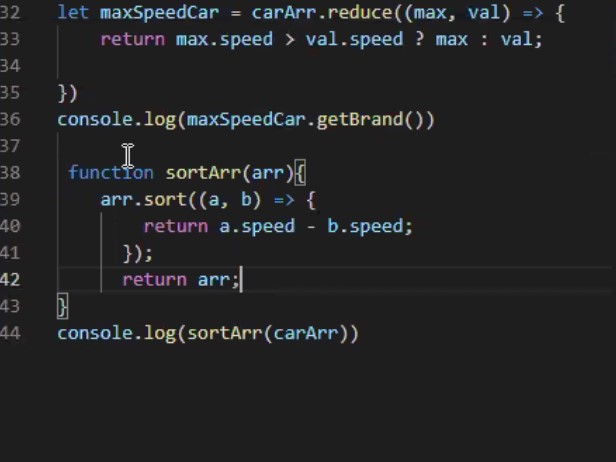 32 let maxSpeedCar = carArr.reduce((max, val) => {
33 return max.speed > val.speed ? max : val;
34
35 })
36 console.log(maxSpeedCar.getBrand())
37
38 function sortArr(arr){
39 arr.sort((a, b) => {
40 return a.speed - b.speed;
41 });
42 return arr;
43 }
44 console.log(sortArr(carArr))